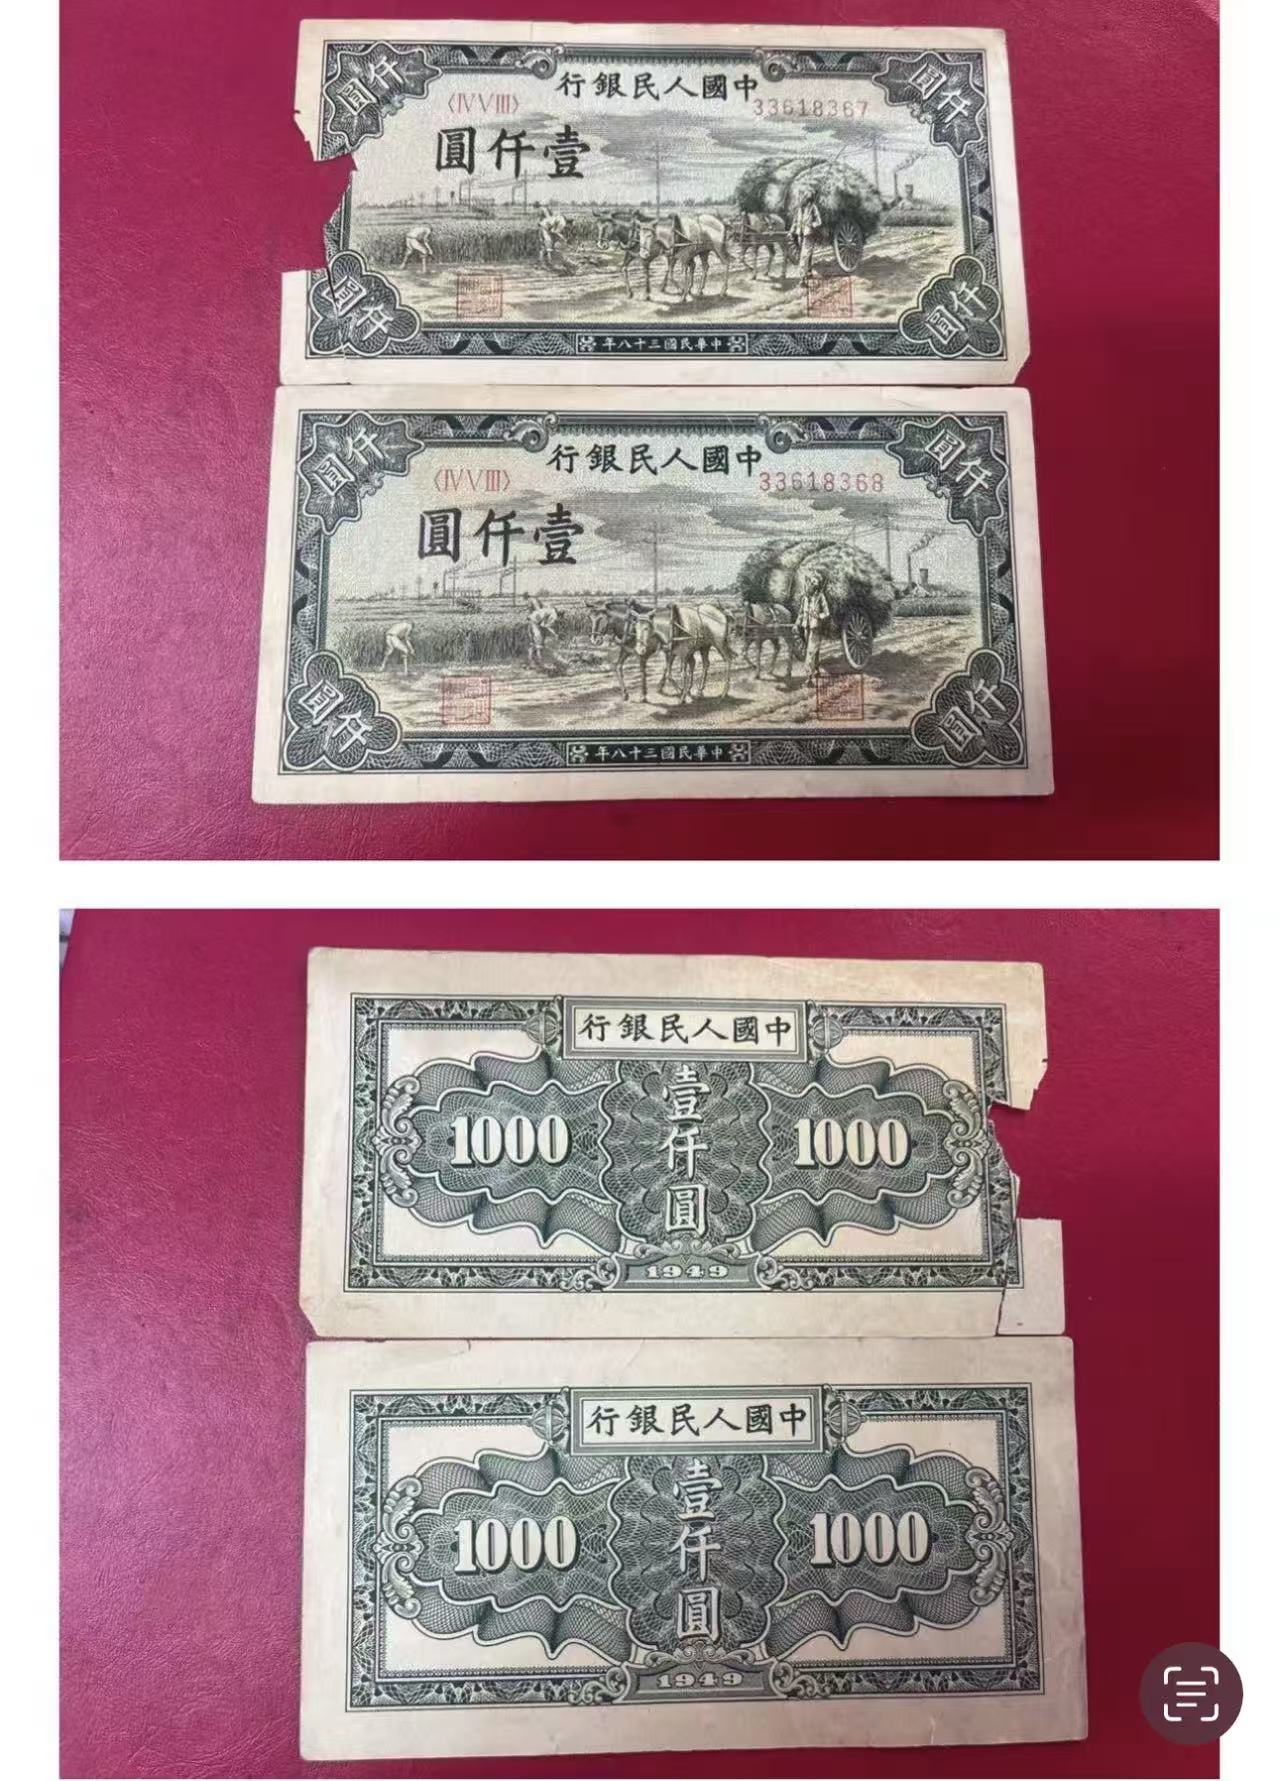 行銀民人國中
〈ⅣⅤⅢ〉 33618367
圓仟壹
圓仟
圓仟
圓仟
圓仟
年八十三國民華中
行銀民人國中
〈ⅣⅤⅢ〉 33618368
圓仟壹
圓仟
圓仟
圓仟
圓仟
年八十三國民華中
行銀民人國中
1000
壹仟圓
1000
1949
行銀民人國中
1000
壹仟圓
1000
1949